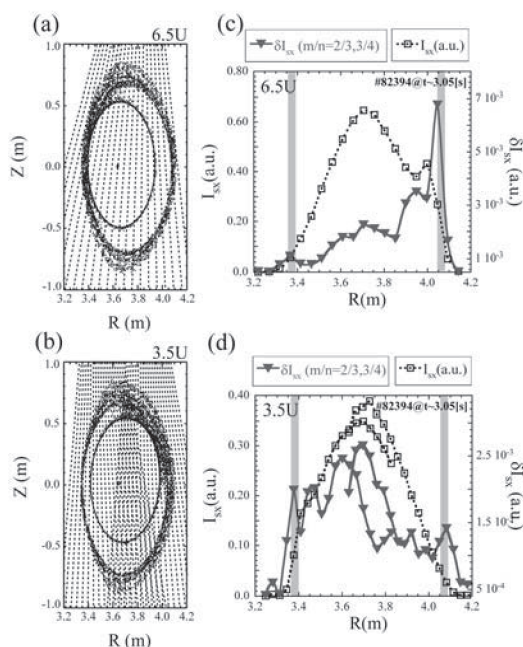 (a)
6.5U
1.0
0.5
0.0
-0.5
-1.0
Z (m)
3.2 3.4 3.6 3.8 4.0 4.2
R (m)
(b)
3.5U
1.0
0.5
0.0
-0.5
-1.0
Z (m)
3.2 3.4 3.6 3.8 4.0 4.2
R (m)
(c)
δIsx (m/n=2/3,3/4)
Isx(a.u.)
6.5U
#82394@t~3.05[s]
0.80
0.60
0.40
0.20
0.0
Isx(a.u.)
7·10⁻³
5·10⁻³
3·10⁻³
1·10⁻³
δIsx (a.u.)
3.2 3.4 3.6 3.8 4.0 4.2
R(m)
(d)
δIsx (m/n=2/3,3/4)
Isx(a.u.)
3.5U
#82394@t~3.05]s]
0.40
0.30
0.20
0.10
0.00
Isx(a.u.)
2.5·10⁻³
1.5·10⁻³
5·10⁻⁴
δIsx (a.u.)
3.2 3.4 3.6 3.8 4.0 4.2
R(m)